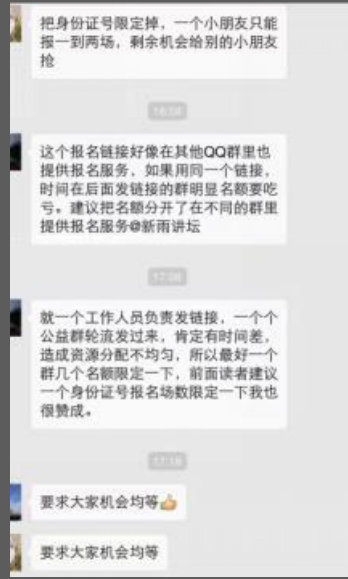 把身份证号限定掉，一个小朋友只能
报一到两场，剩余机会给别的小朋友
抢
这个报名链接好像在其他QQ群里也
提供报名服务，如果用同一个链接，
时间在后面发链接的群明显名额要吃
亏。建议把名额分开了在不同的群里
提供报名服务@新雨讲坛
17:08
就一个工作人员负责发链接，一个个
公益群轮流发过来，肯定有时间差，
造成资源分配不均匀，所以最好一个
群几个名额限定一下，前面读者建议
一个身份证号报名场数限定一下我也
很赞成。
要求大家机会均等👍
要求大家机会均等